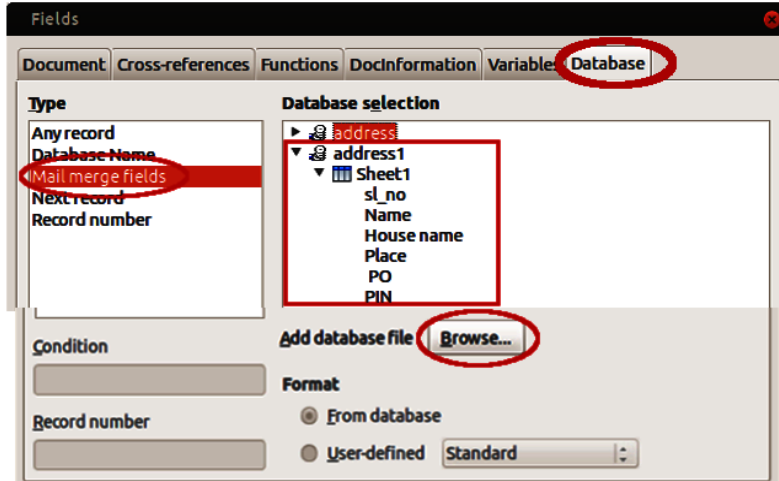 Fields
Document Cross-references Functions DocInformation Variables Database
Type
Any record
Database Name
Mail merge fields
Next record
Record number
Database selection
address
address1
Sheet1
sl_no
Name
House name
Place
PO
PIN
Add database file Browse...
Condition
Record number
Format
From database
User-defined Standard